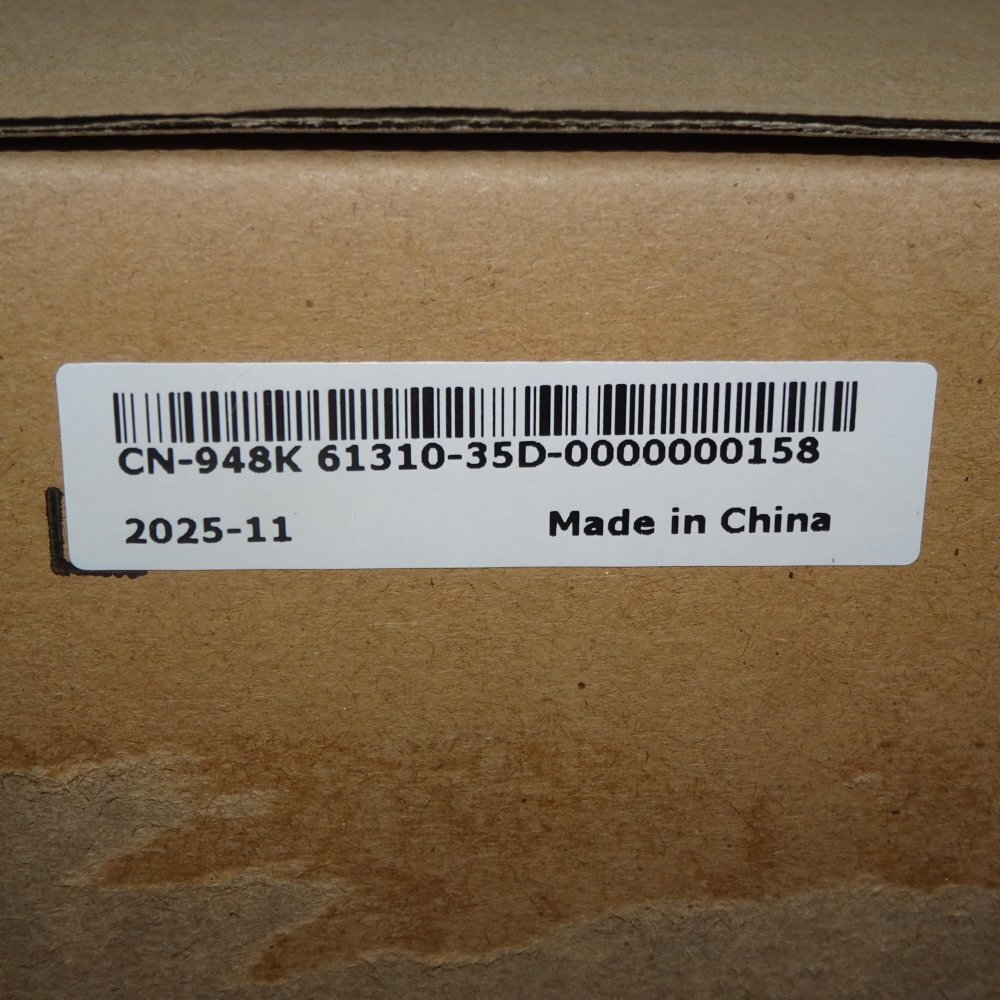 CN-948K 61310-35D-0000000158
2025-11 Made in China